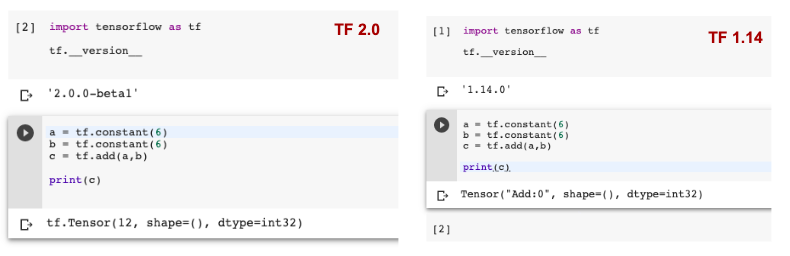 [2] import tensorflow as tf
TF 2.0
tf.__version__
'2.0.0-beta1'
a = tf.constant(6)
b = tf.constant(6)
c = tf.add(a,b)
print(c)
tf.Tensor(12, shape=(), dtype=int32)
[1] import tensorflow as tf
TF 1.14
tf.__version__
'1.14.0'
a = tf.constant(6)
b = tf.constant(6)
c = tf.add(a,b)
print(c)
Tensor("Add:0", shape=(), dtype=int32)
[2]